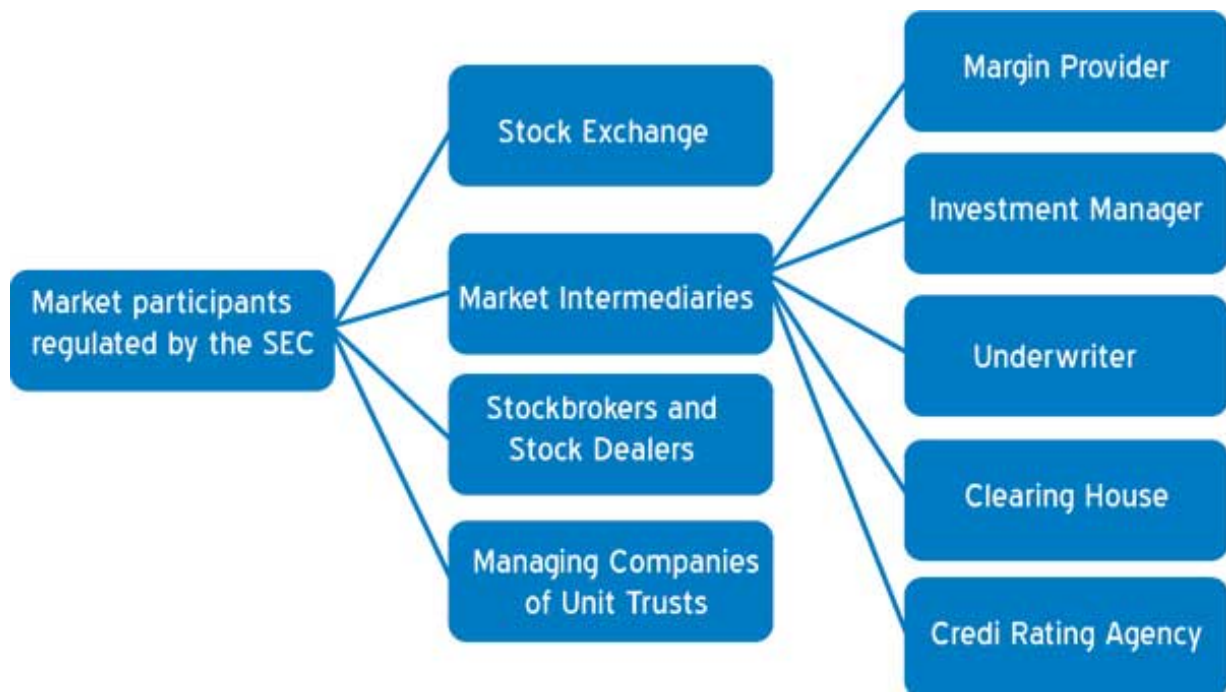 Market participants
regulated by the SEC
Stock Exchange
Market Intermediaries
Stockbrokers and
Stock Dealers
Managing Companies
of Unit Trusts
Margin Provider
Investment Manager
Underwriter
Clearing House
Credi Rating Agency